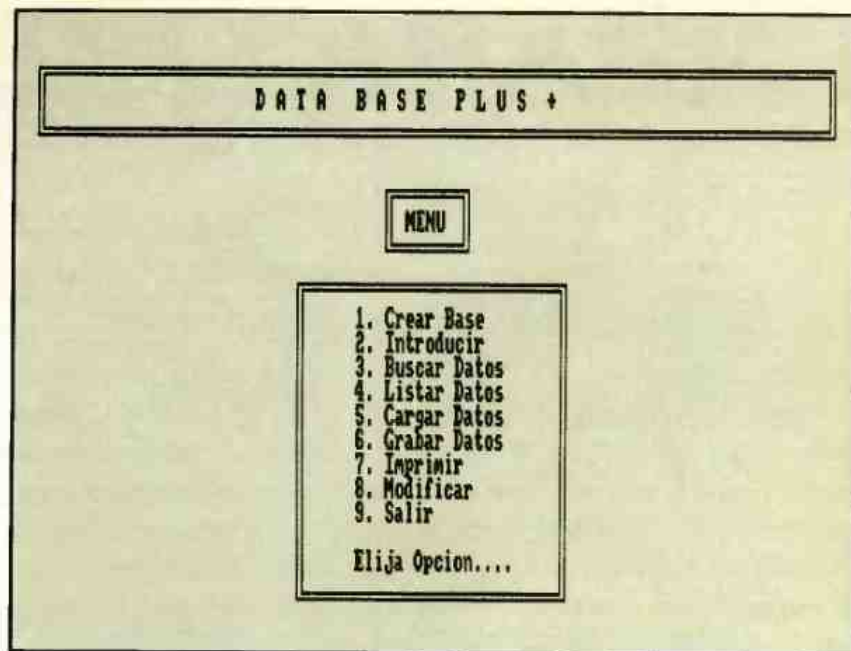 DATA BASE PLUS +
MENU
1. Crear Base
2. Introducir
3. Buscar Datos
4. Listar Datos
5. Cargar Datos
6. Grabar Datos
7. Imprimir
8. Modificar
9. Salir
Elija Opcion....